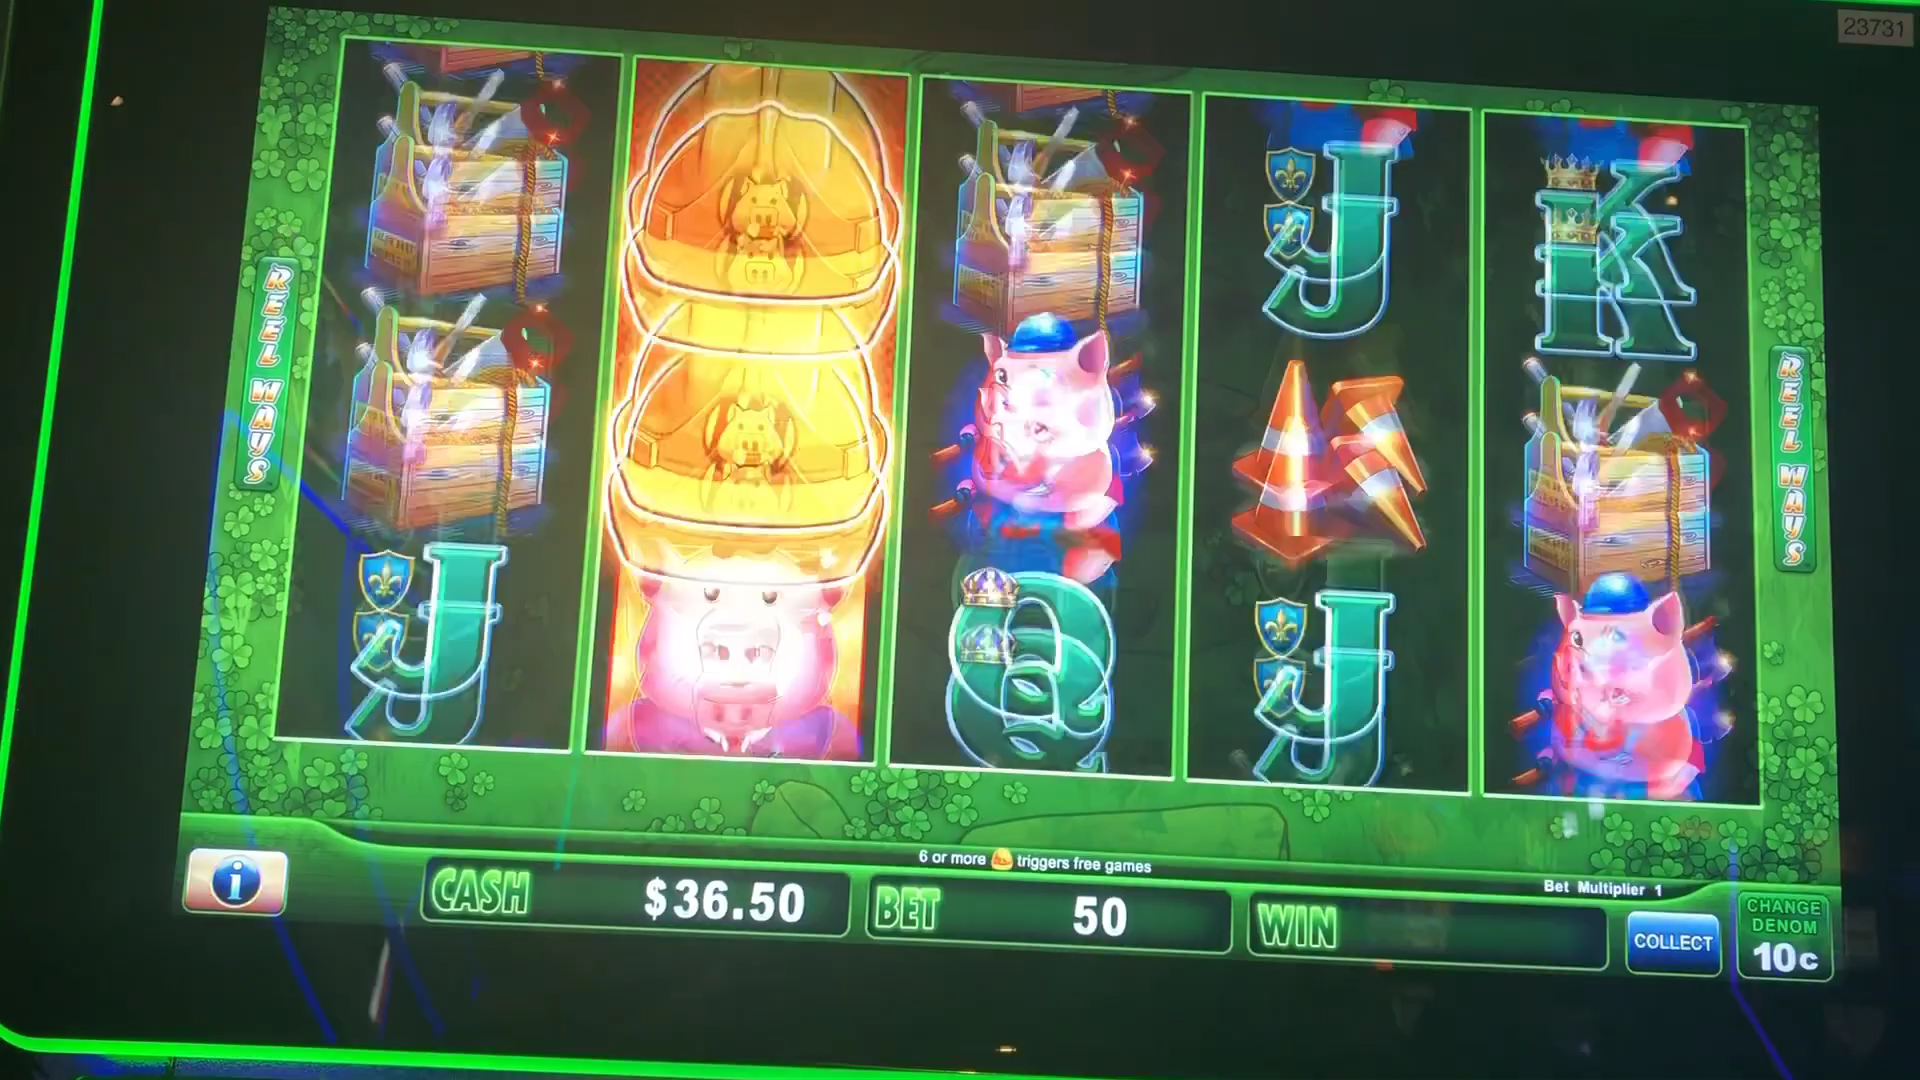 23731
J
K
REEL WAYS
REEL WAYS
J
Q
J
6 or more triggers free games
Bet Multiplier 1
i
CASH
$36.50
BET
50
WIN
COLLECT
CHANGE
DENOM
10c